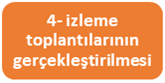 4- izleme
toplantılarının
gerçekleştirilmesi